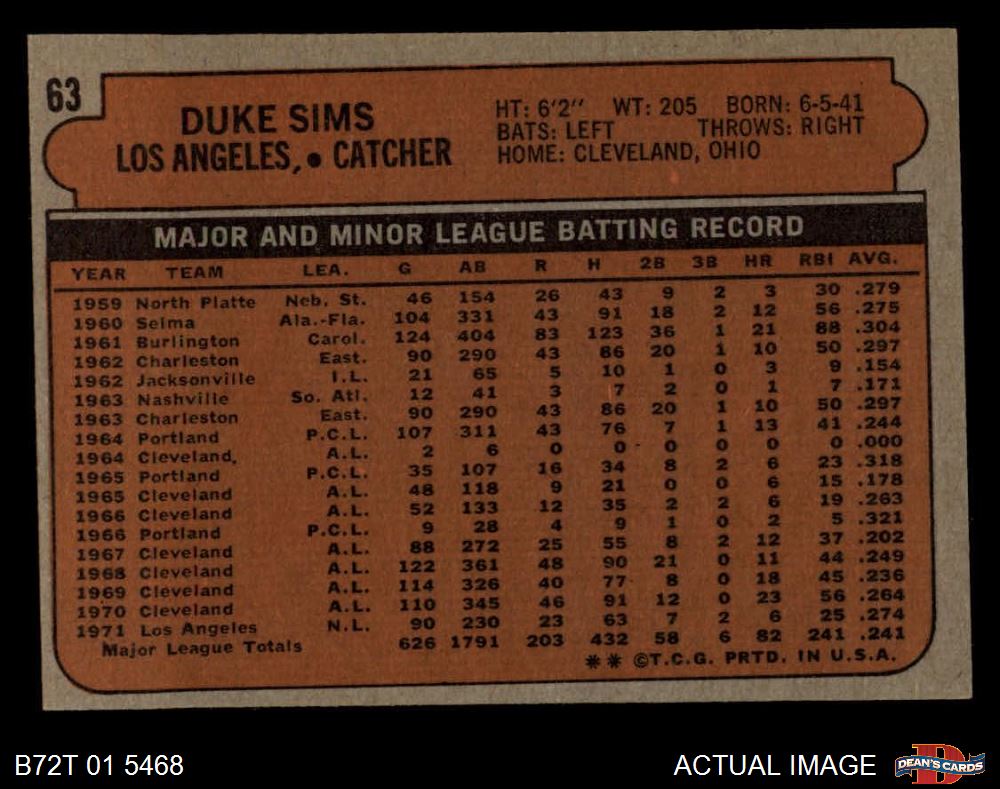 63
DUKE SIMS
LOS ANGELES, • CATCHER
HT: 6'2" WT: 205 BORN: 6-5-41
BATS: LEFT THROWS: RIGHT
HOME: CLEVELAND, OHIO
MAJOR AND MINOR LEAGUE BATTING RECORD
YEAR TEAM LEA. G AB R H 2B 3B HR RBI AVG.
1959 North Platte Neb. St. 46 154 26 43 9 2 3 30 .279
1960 Selma Ala.-Fla. 104 331 43 91 18 2 12 56 .275
1961 Burlington Carol. 124 404 83 123 36 1 21 88 .304
1962 Charleston East. 90 290 43 86 20 1 10 50 .297
1962 Jacksonville I.L. 21 65 5 10 1 0 3 9 .154
1963 Nashville So. Atl. 12 41 3 7 2 0 1 7 .171
1963 Charleston East. 90 290 43 86 20 1 10 50 .297
1964 Portland P.C.L. 107 311 43 76 7 1 13 41 .244
1964 Cleveland, A.L. 2 6 0 0 0 0 0 0 .000
1965 Portland P.C.L. 35 107 16 34 8 2 6 23 .318
1965 Cleveland A.L. 48 118 9 21 0 0 6 15 .178
1966 Cleveland A.L. 52 133 12 35 2 2 6 19 .263
1966 Portland P.C.L. 9 28 4 9 1 0 2 5 .321
1967 Cleveland A.L. 88 272 25 55 8 2 12 37 .202
1968 Cleveland A.L. 122 361 48 90 21 0 11 44 .249
1969 Cleveland A.L. 114 326 40 77 8 0 18 45 .236
1970 Cleveland A.L. 110 345 46 91 12 0 23 56 .264
1971 Los Angeles N.L. 90 230 23 63 7 2 6 25 .274
Major League Totals 626 1791 203 432 58 6 82 241 .241
** ©T.C.G. PRTD. IN U.S.A.
B72T 01 5468
ACTUAL IMAGE
D
DEAN'S CARDS